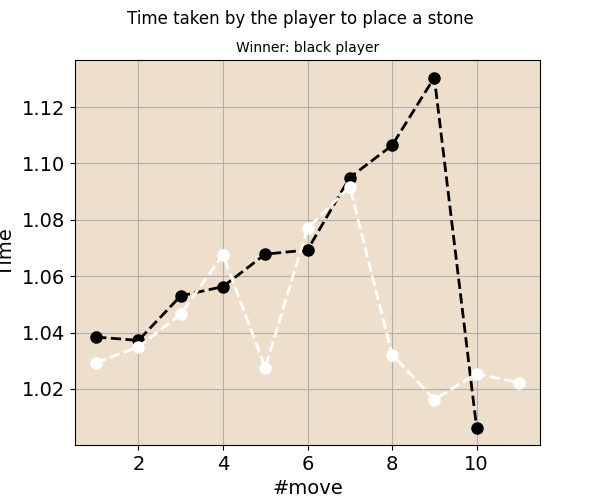 Time taken by the player to place a stone
Winner: black player
1.12
1.10
1.08
1.06
1.04
1.02
Time
2 4 6 8 10
#move